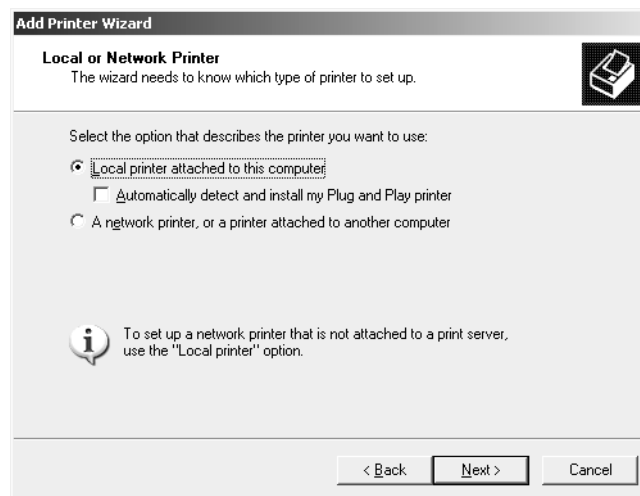 Add Printer Wizard
Local or Network Printer
The wizard needs to know which type of printer to set up.
Select the option that describes the printer you want to use:
Local printer attached to this computer
Automatically detect and install my Plug and Play printer
A network printer, or a printer attached to another computer
To set up a network printer that is not attached to a print server,
use the "Local printer" option.
< Back Next > Cancel